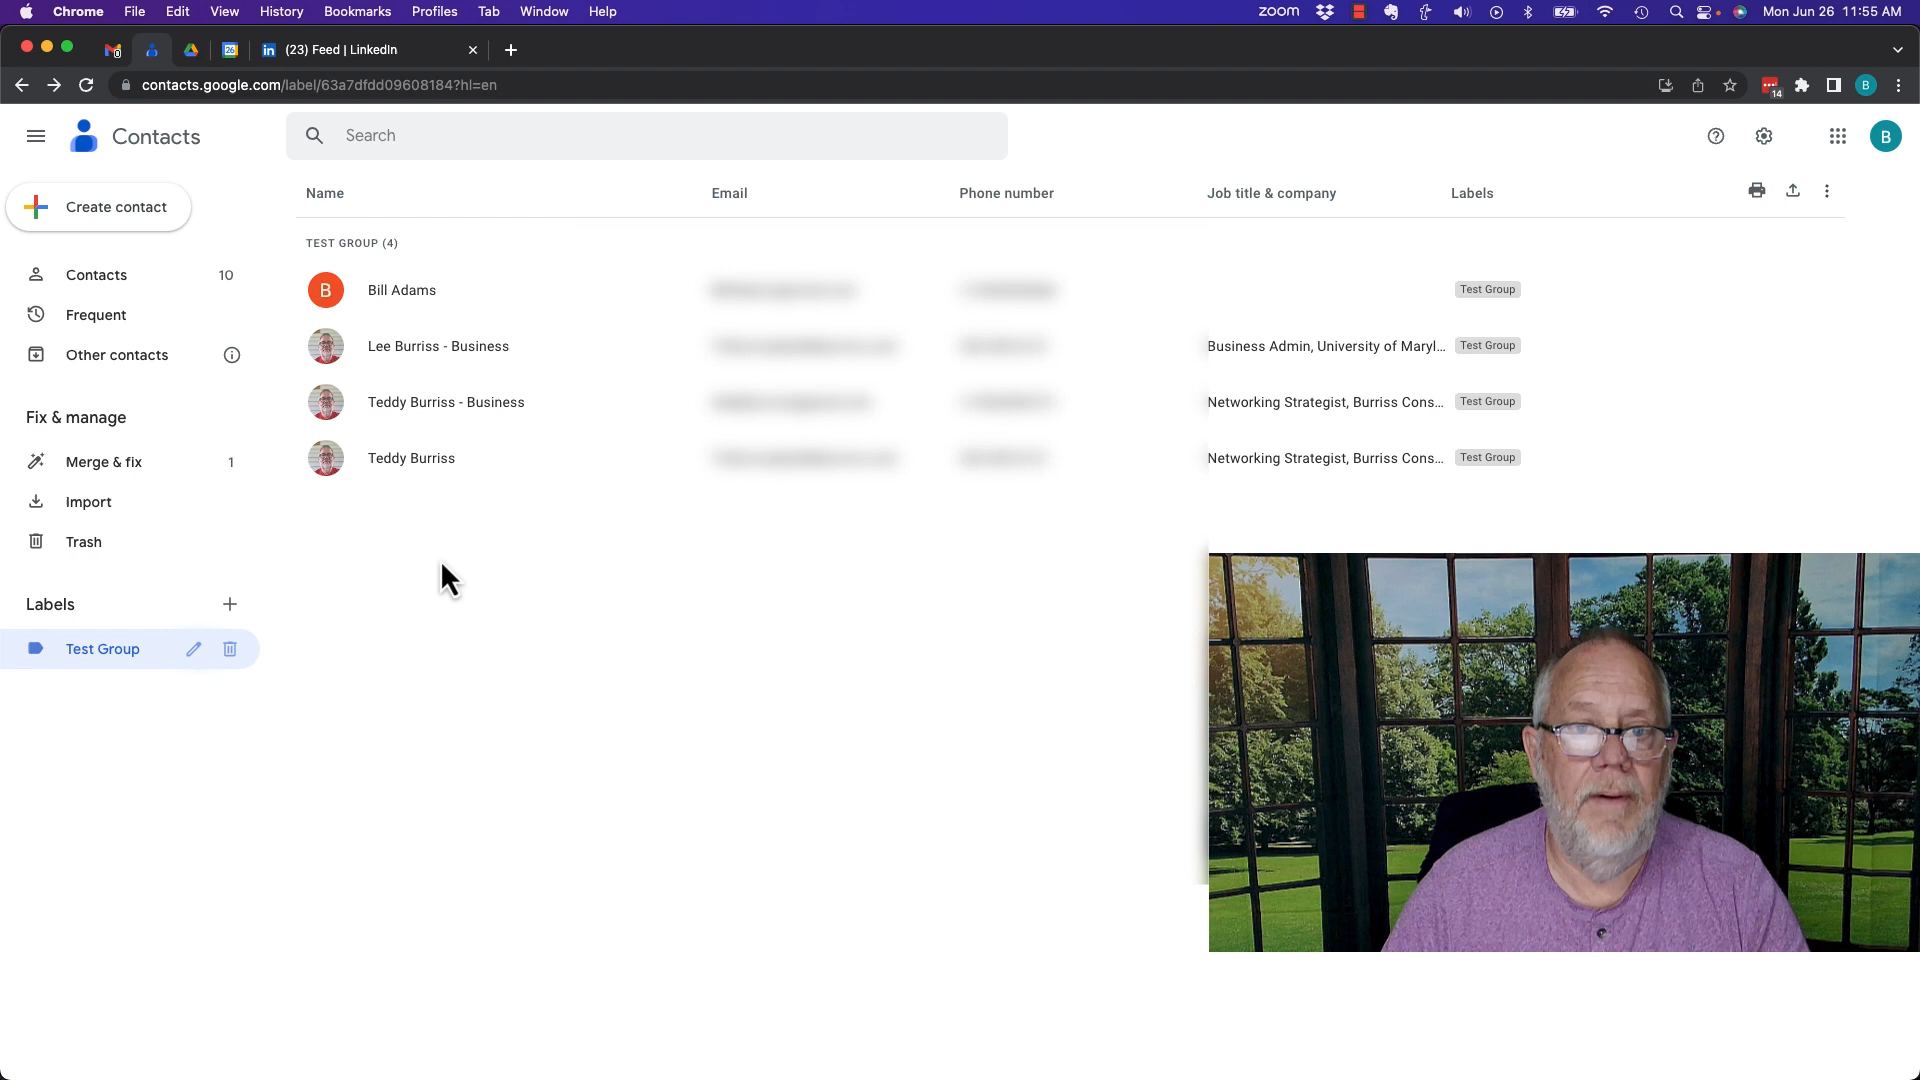 Chrome File Edit View History Bookmarks Profiles Tab Window Help zoom Mon Jun 26 11:55 AM
0 26 in (23) Feed | LinkedIn
contacts.google.com/label/63a7dfdd09608184?hl=en 14 B
Contacts Search B
Name Email Phone number Job title & company Labels
Create contact
TEST GROUP (4)
Contacts 10
B Bill Adams Test Group
Frequent
Lee Burriss - Business Business Admin, University of Maryl... Test Group
Other contacts
Teddy Burriss - Business Networking Strategist, Burriss Cons... Test Group
Fix & manage
Merge & fix 1
Teddy Burriss Networking Strategist, Burriss Cons... Test Group
Import
Trash
Labels
Test Group